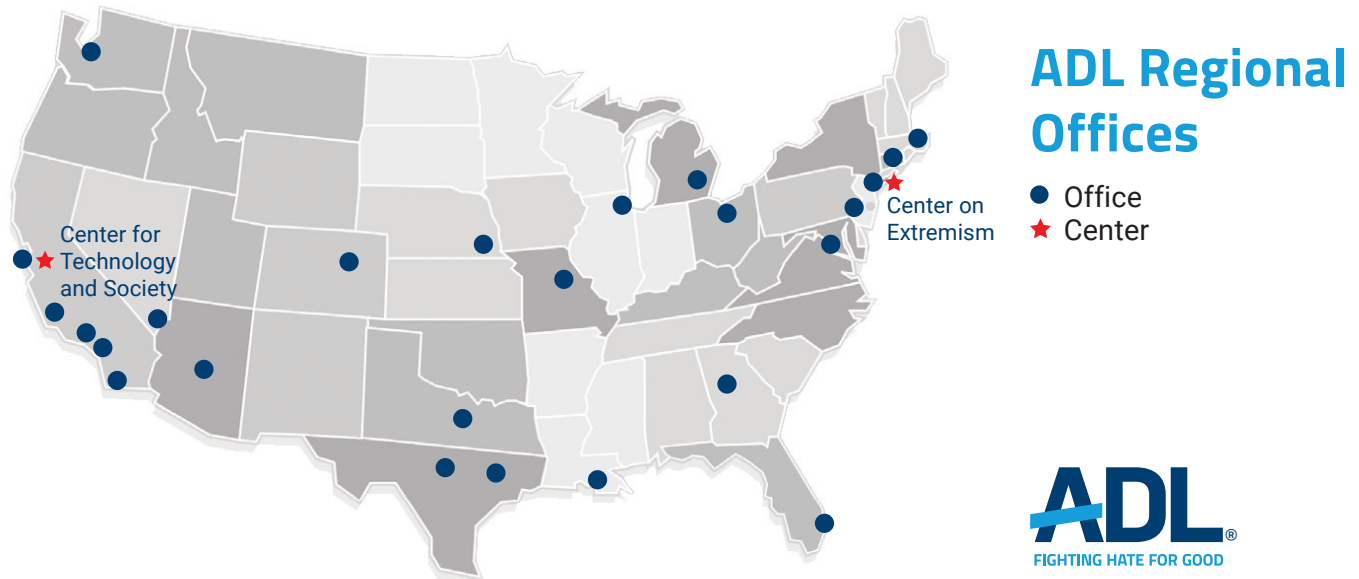 ADL Regional
Offices
Office
Center
Center for
Technology
and Society
Center on
Extremism
ADL®
FIGHTING HATE FOR GOOD